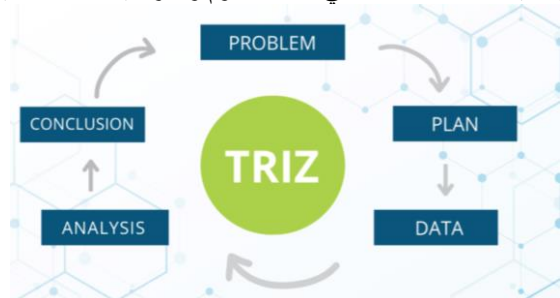 PROBLEM
PLAN
DATA
ANALYSIS
CONCLUSION
TRIZ